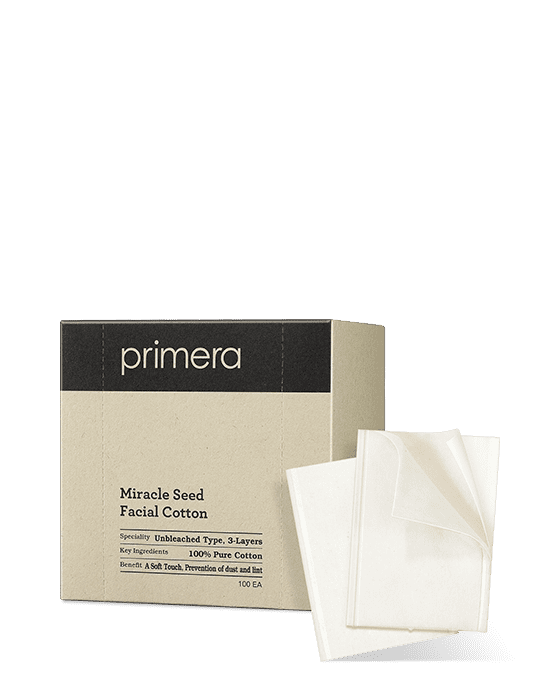 primera
Miracle Seed
Facial Cotton
Speciality Unbleached Type, 3-Layers
Key Ingredients 100% Pure Cotton
Benefit A Soft Touch, Prevention of dust and lint
100 EA